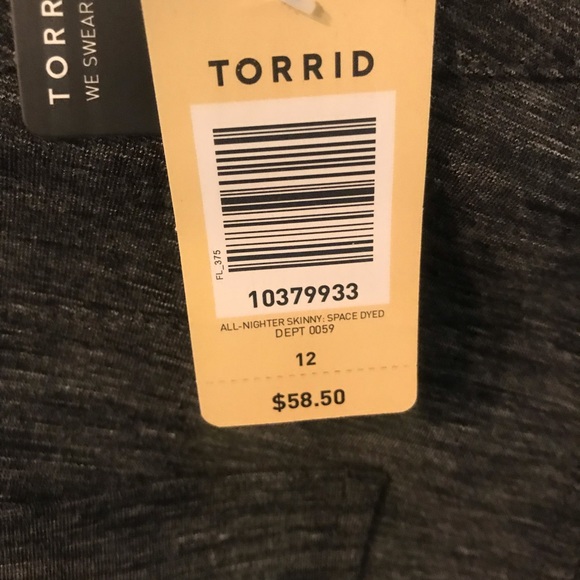 TORR
WE SWEAR
TORRID
FL_375
10379933
ALL-NIGHTER SKINNY: SPACE DYED
DEPT 0059
12
$58.50